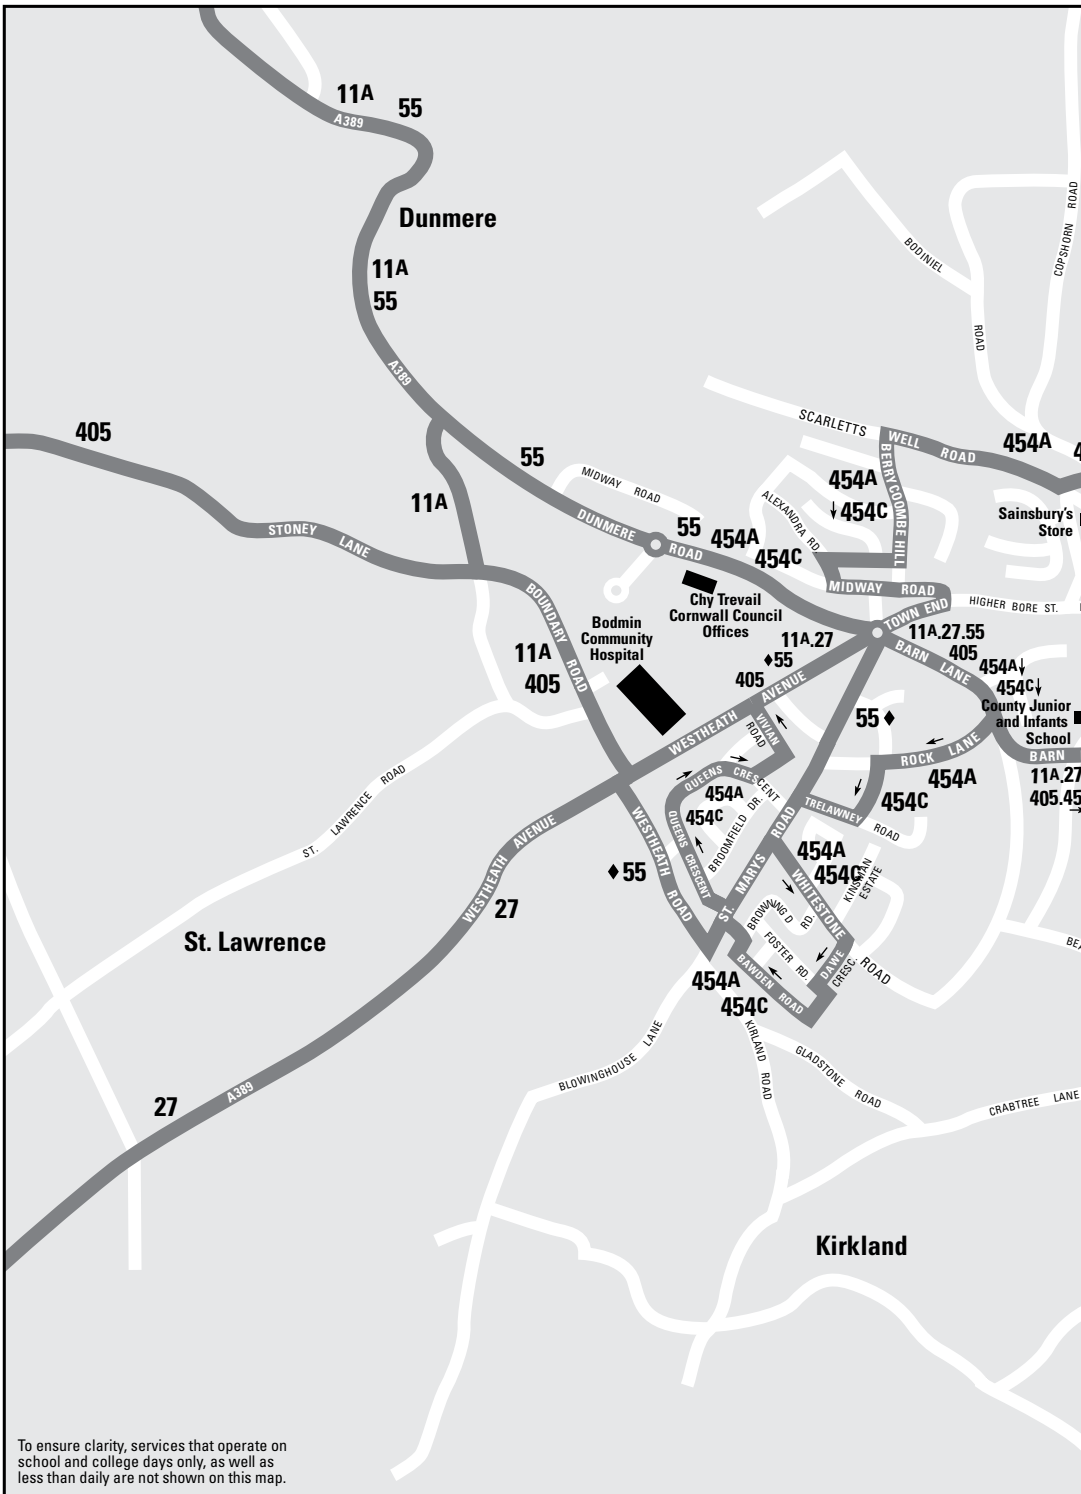 11A
55
A389
Dunmere
11A
55
A389
COPSHORN ROAD
BODINIEL
ROAD
405
SCARLETTS
WELL ROAD
454A
55
MIDWAY ROAD
11A
BERRYCOOMBE HILL
454A
454C
ALEXANDRA RD.
Sainsbury's
Store
STONEY LANE
DUNMERE
ROAD
55
454A
454C
MIDWAY ROAD
TOWN END
HIGHER BORE ST.
Chy Trevail
Cornwall Council
Offices
Bodmin
Community
Hospital
BOUNDARY ROAD
11A
405
11A.27
♦55
405
11A.27.55
405
BARN LANE
454A↓
454C↓
County Junior
and Infants
School
WESTHEATH AVENUE
VIVIAN
ROAD
55♦
ROCK LANE
BARN
454A
454C
11A.27
QUEENS CRESCENT
454A
454C
QUEENS CRESCENT
BROOMFIELD DR.
TRELAWNEY
ROAD
ST. LAWRENCE ROAD
WESTHEATH AVENUE
WESTHEATH ROAD
♦55
ST. MARYS ROAD
454A
454C
WHITESTONE
KINSMAN
ESTATE
27
BROWNING D
RD.
FOSTER RD.
St. Lawrence
DAWE
CRESC.
ROAD
BAWDEN ROAD
454A
454C
BLOWINGHOUSE LANE
KIRLAND ROAD
GLADSTONE ROAD
CRABTREE LANE
A389
27
Kirkland
To ensure clarity, services that operate on
school and college days only, as well as
less than daily are not shown on this map.